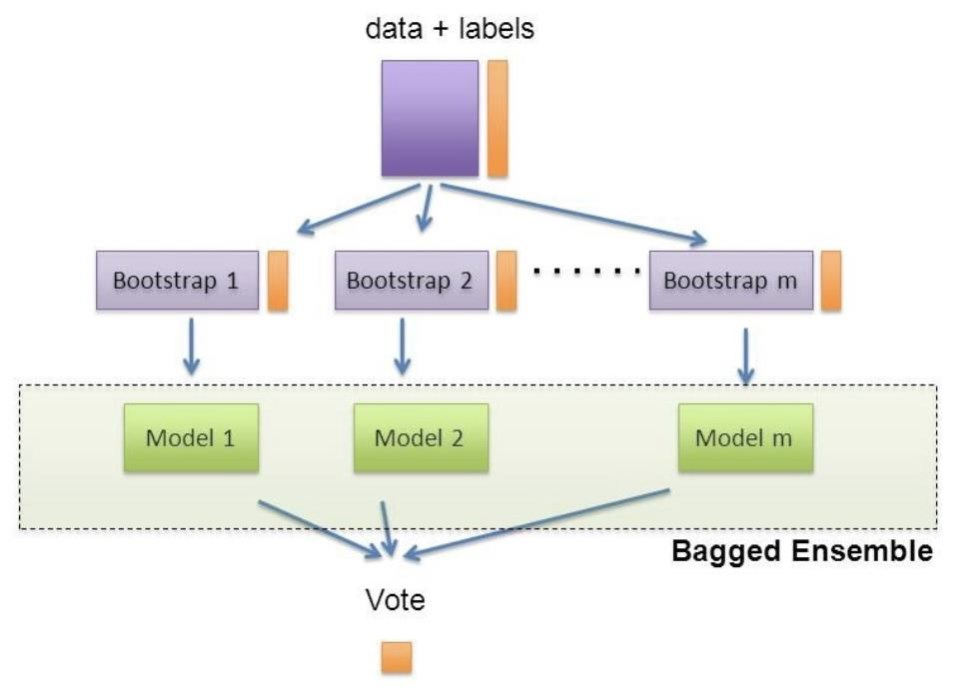 data + labels
Bootstrap 1
Bootstrap 2
. . . . . .
Bootstrap m
Model 1
Model 2
Model m
Bagged Ensemble
Vote